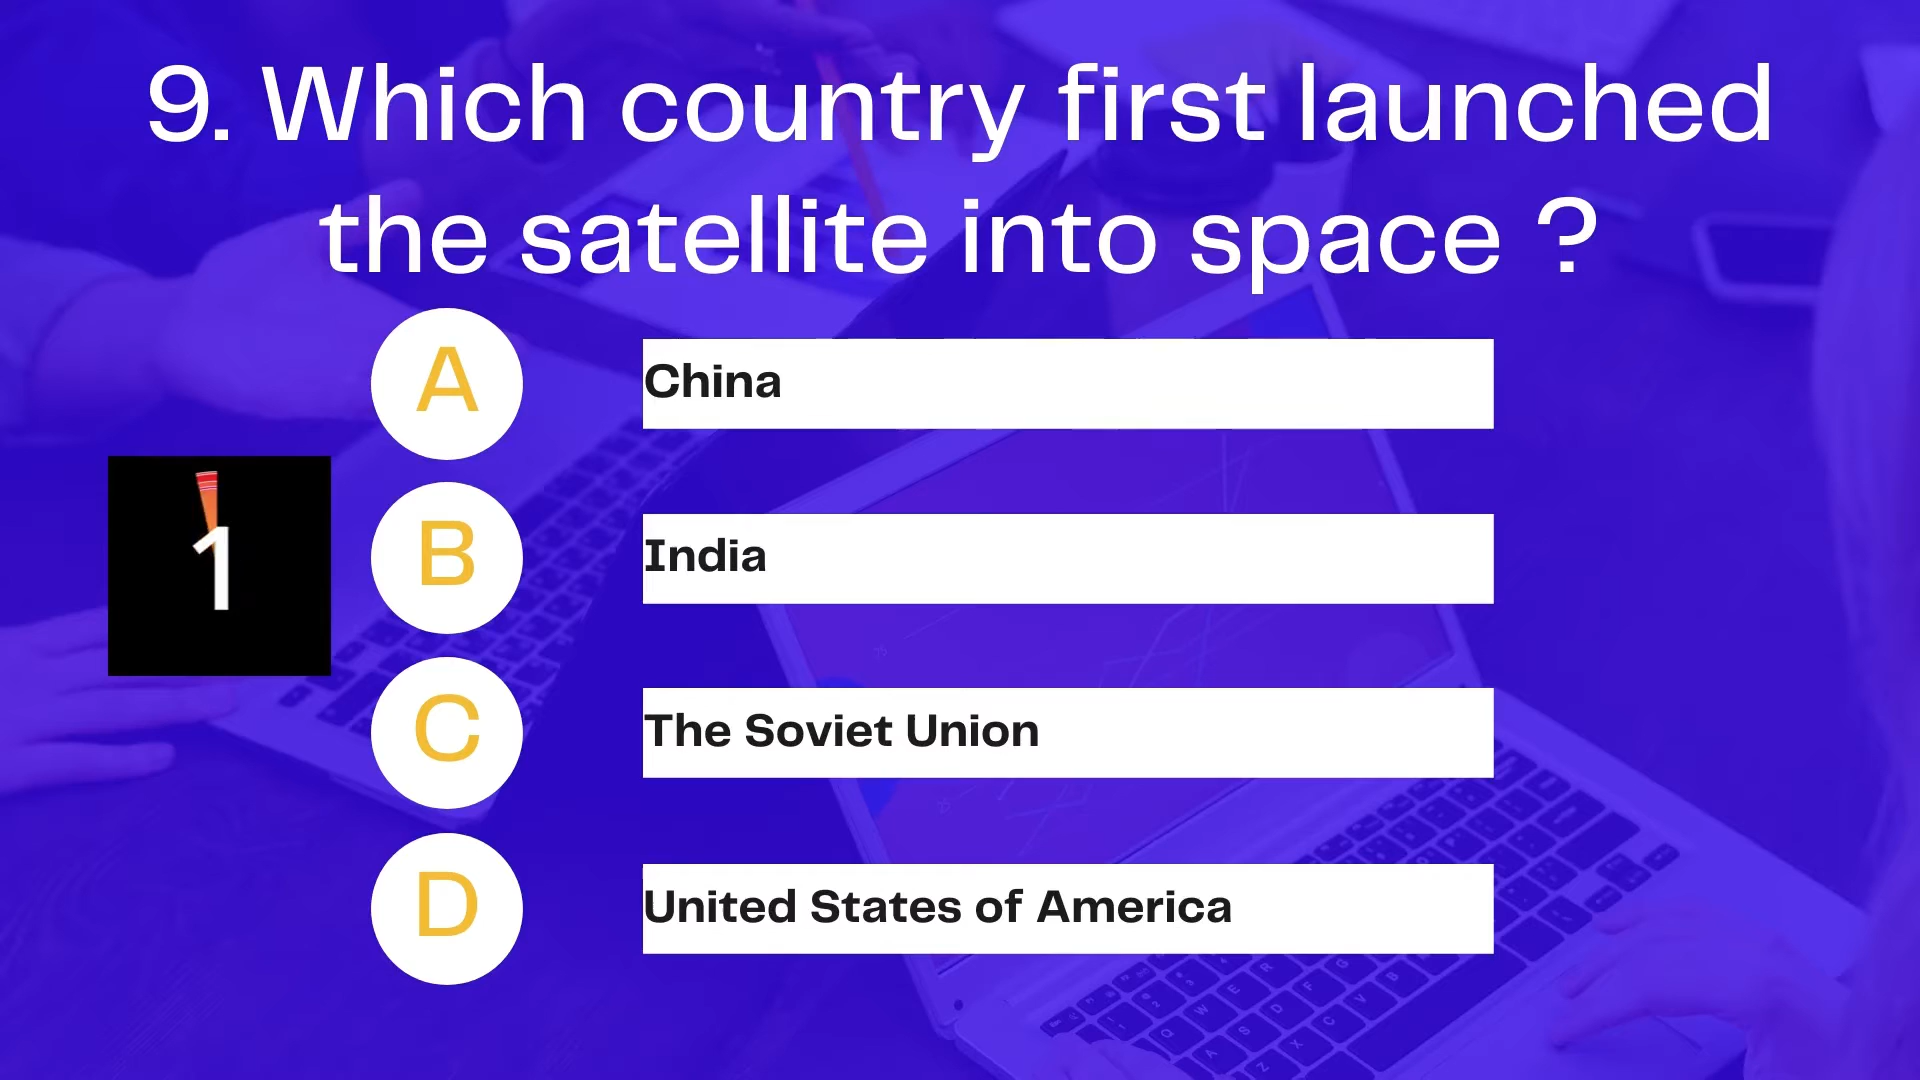 9. Which country first launched
the satellite into space ?
A
China
1
B
India
C
The Soviet Union
D
United States of America